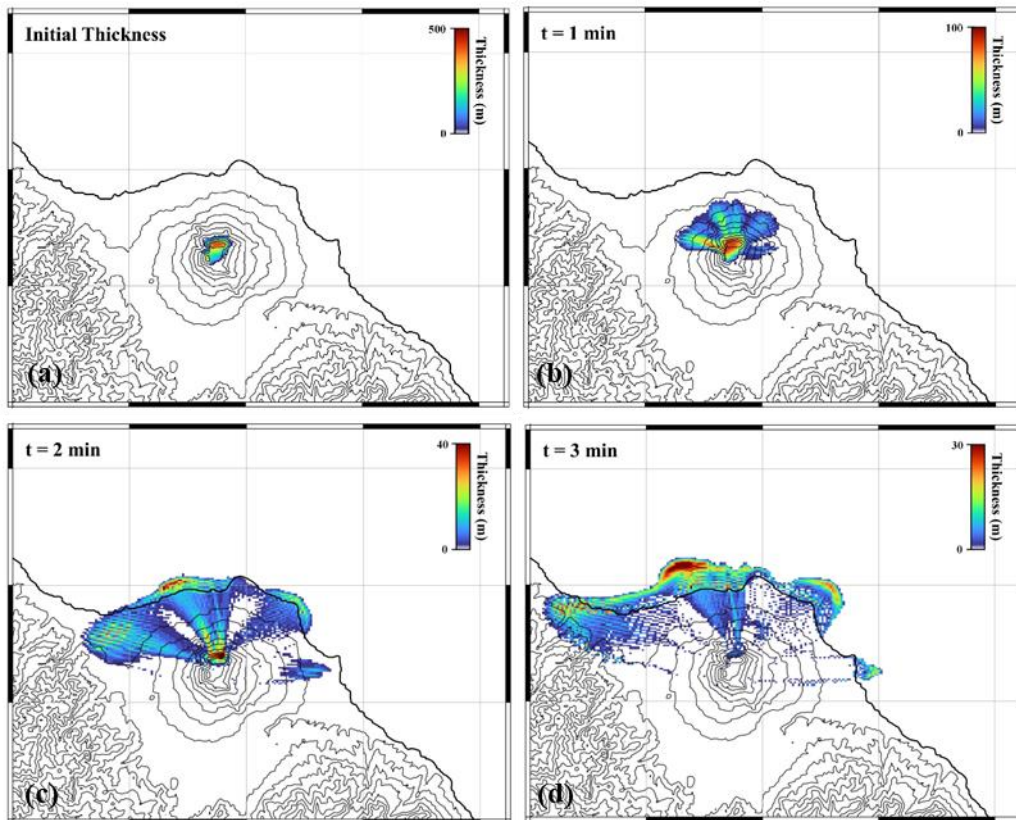 Initial Thickness
500
0
Thickness (m)
(a)
t = 1 min
100
0
Thickness (m)
(b)
t = 2 min
40
0
Thickness (m)
(c)
t = 3 min
30
0
Thickness (m)
(d)